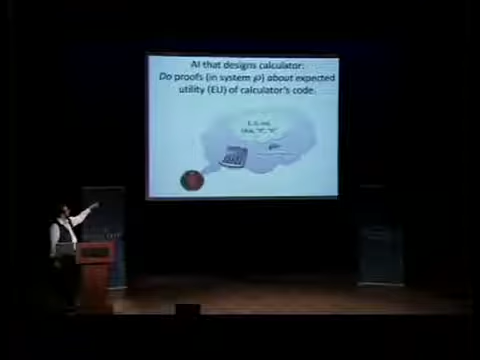 AI that designs calculator:
Do proofs (in system ℘) about expected
utility (EU) of calculator's code.